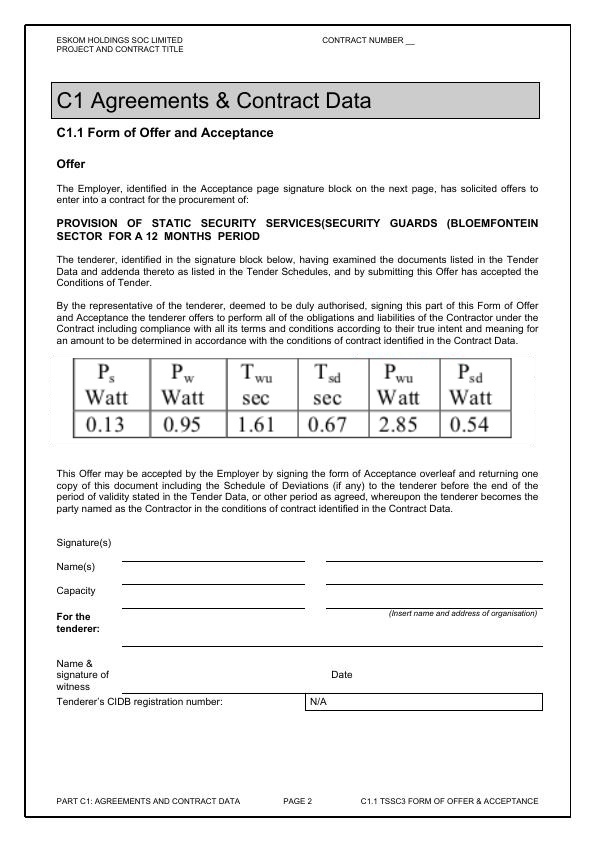 ESKOM HOLDINGS SOC LIMITED CONTRACT NUMBER __
PROJECT AND CONTRACT TITLE
C1 Agreements & Contract Data
C1.1 Form of Offer and Acceptance
Offer
The Employer, identified in the Acceptance page signature block on the next page, has solicited offers to
enter into a contract for the procurement of:
PROVISION OF STATIC SECURITY SERVICES(SECURITY GUARDS (BLOEMFONTEIN
SECTOR FOR A 12 MONTHS PERIOD
The tenderer, identified in the signature block below, having examined the documents listed in the Tender
Data and addenda thereto as listed in the Tender Schedules, and by submitting this Offer has accepted the
Conditions of Tender.
By the representative of the tenderer, deemed to be duly authorised, signing this part of this Form of Offer
and Acceptance the tenderer offers to perform all of the obligations and liabilities of the Contractor under the
Contract including compliance with all its terms and conditions according to their true intent and meaning for
an amount to be determined in accordance with the conditions of contract identified in the Contract Data.
Ps Pw Twu Tsd Pwu Psd
Watt Watt sec sec Watt Watt
0.13 0.95 1.61 0.67 2.85 0.54
This Offer may be accepted by the Employer by signing the form of Acceptance overleaf and returning one
copy of this document including the Schedule of Deviations (if any) to the tenderer before the end of the
period of validity stated in the Tender Data, or other period as agreed, whereupon the tenderer becomes the
party named as the Contractor in the conditions of contract identified in the Contract Data.
Signature(s)
Name(s)
Capacity
For the
tenderer:
(Insert name and address of organisation)
Name &
signature of
witness
Date
Tenderer's CIDB registration number: N/A
PART C1: AGREEMENTS AND CONTRACT DATA PAGE 2 C1.1 TSSC3 FORM OF OFFER & ACCEPTANCE